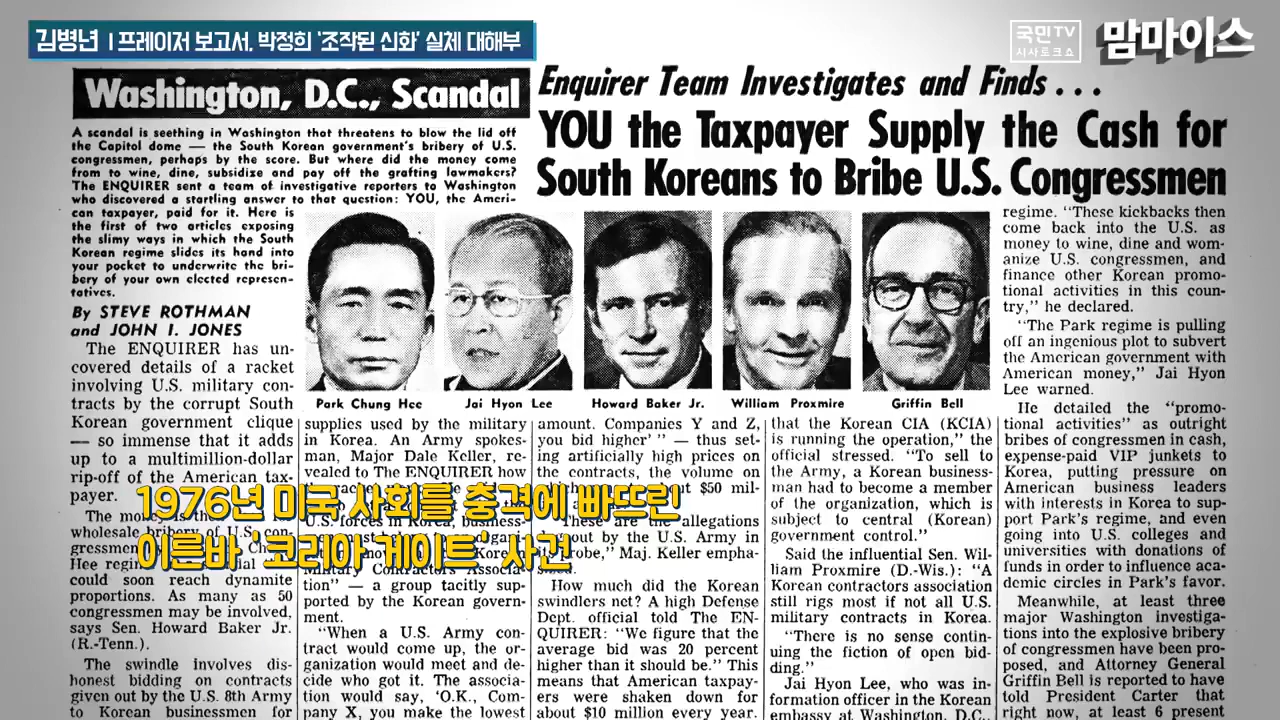 김병년 | 프레이저 보고서, 박정희 '조작된 신화' 실체 대해부
국민TV
시사토크쇼
맘마이스
Washington, D.C., Scandal
A scandal is seething in Washington that threatens to blow the lid off
the Capitol dome — the South Korean government's bribery of U.S.
congressmen, perhaps by the score. But where did the money come
from to wine, dine, subsidize and pay off the grafting lawmakers?
The ENQUIRER sent a team of investigative reporters to Washington
who discovered a startling answer to that question: YOU, the Ameri-
can taxpayer, paid for it. Here is
the first of two articles exposing
the slimy ways in which the South
Korean regime slides its hand into
your pocket to underwrite the bri-
bery of your own elected represen-
tatives.
By STEVE ROTHMAN
and JOHN I. JONES
The ENQUIRER has un-
covered details of a racket
involving U.S. military con-
tracts by the corrupt South
Korean government clique
— so immense that it adds
up to a multimillion-dollar
rip-off of the American tax-
payer.
The
wholesale
could soon reach dynamite
proportions. As many as 50
congressmen may be involved,
says Sen. Howard Baker Jr.
(R.-Tenn.).
The swindle involves dis-
honest bidding on contracts
given out by the U.S. 8th Army
to Korean businessmen for
Enquirer Team Investigates and Finds . . .
YOU the Taxpayer Supply the Cash for
South Koreans to Bribe U.S. Congressmen
Park Chung Hee
Jai Hyon Lee
Howard Baker Jr.
William Proxmire
Griffin Bell
supplies used by the military
in Korea. An Army spokes-
man, Major Dale Keller, re-
vealed to The ENQUIRER how
U.S. forces in Korea, business-
Military Contractors Associa-
tion" — a group tacitly sup-
ported by the Korean govern-
ment.
"When a U.S. Army con-
tract would come up, the or-
ganization would meet and de-
cide who got it. The associa-
tion would say, 'O.K., Com-
pany X, you make the lowest
amount. Companies Y and Z,
you bid higher' " — thus set-
ting artificially high prices on
the contracts, the volume on
$50 mil-
These are the allegations
out by the U.S. Army in
probe," Maj. Keller empha-
sized.
How much did the Korean
swindlers net? A high Defense
Dept. official told The EN-
QUIRER: "We figure that the
average bid was 20 percent
higher than it should be." This
means that American taxpay-
ers were shaken down for
about $10 million every year.
that the Korean CIA (KCIA)
is running the operation," the
official stressed. "To sell to
the Army, a Korean business-
man had to become a member
of the organization, which is
subject to central (Korean)
government control."
Said the influential Sen. Wil-
liam Proxmire (D.-Wis.): "A
Korean contractors association
still rigs most if not all U.S.
military contracts in Korea.
"There is no sense contin-
uing the fiction of open bid-
ding."
Jai Hyon Lee, who was in-
formation officer in the Korean
embassy at Washington, D.C.,
regime. "These kickbacks then
come back into the U.S. as
money to wine, dine and wom-
anize U.S. congressmen, and
finance other Korean promo-
tional activities in this coun-
try," he declared.
"The Park regime is pulling
off an ingenious plot to subvert
the American government with
American money," Jai Hyon
Lee warned.
He detailed the "promo-
tional activities" as outright
bribes of congressmen in cash,
expense-paid VIP junkets to
Korea, putting pressure on
American business leaders
with interests in Korea to sup-
port Park's regime, and even
going into U.S. colleges and
universities with donations of
funds in order to influence aca-
demic circles in Park's favor.
Meanwhile, at least three
major Washington investiga-
tions into the explosive bribery
of congressmen have been pro-
posed, and Attorney General
Griffin Bell is reported to have
told President Carter that
right now, at least 6 present
1976년 미국 사회를 충격에 빠뜨린
이른바 '코리아 게이트' 사건